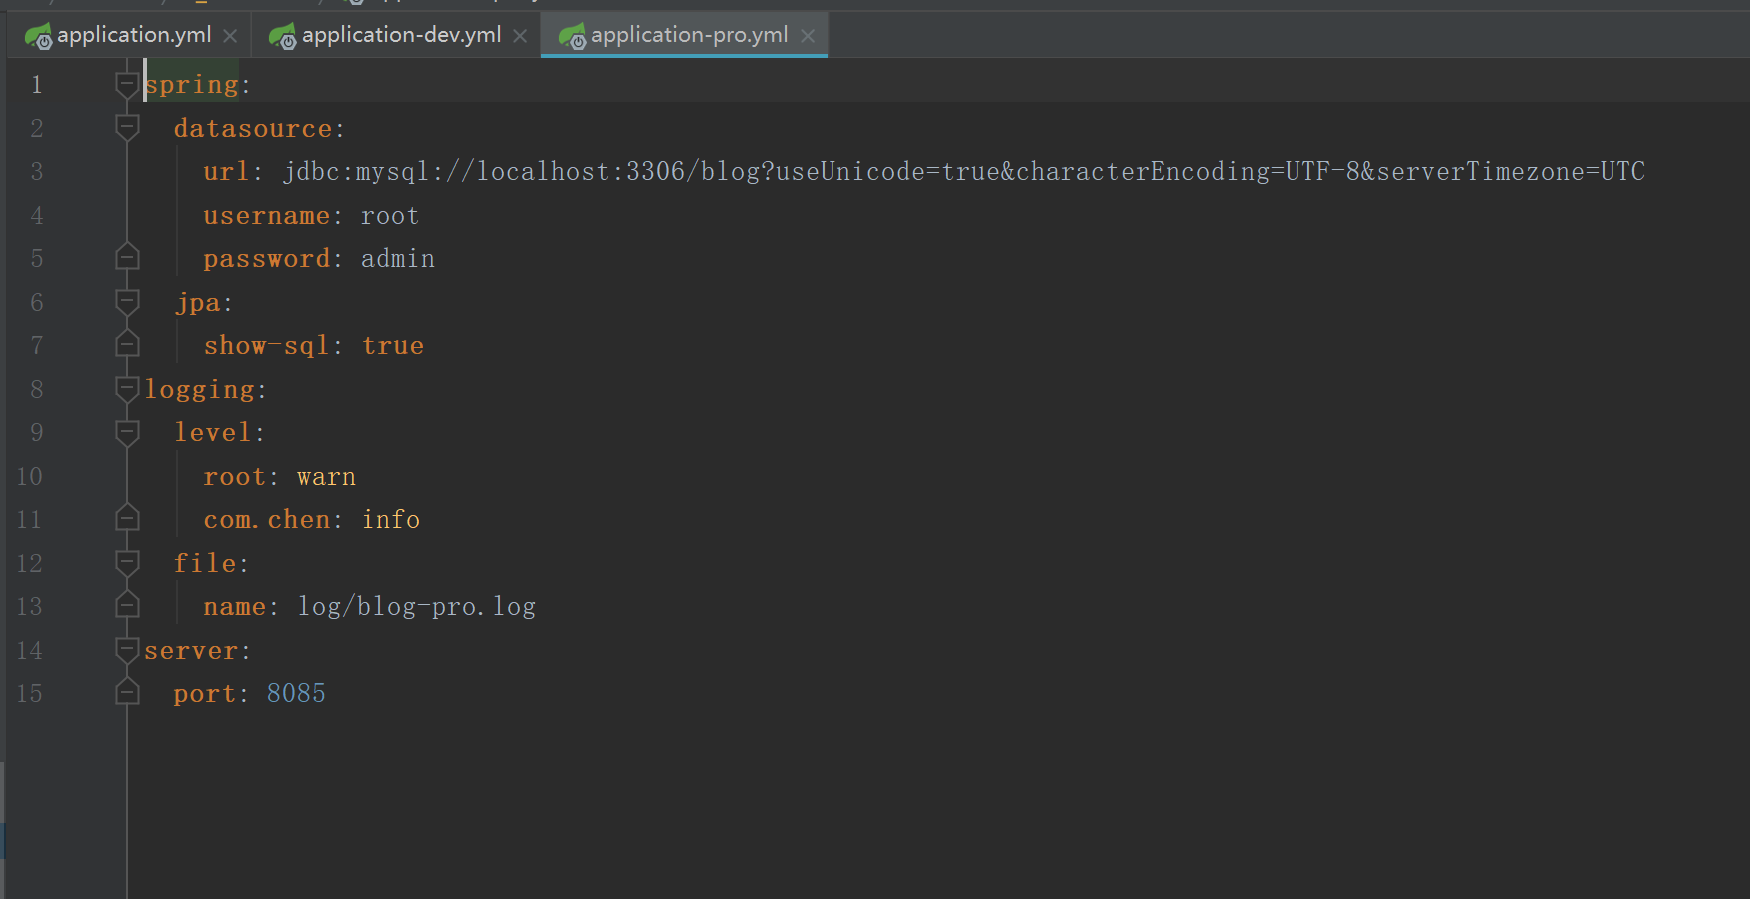 application.yml application-dev.yml application-pro.yml
1 spring:
2 datasource:
3 url: jdbc:mysql://localhost:3306/blog?useUnicode=true&characterEncoding=UTF-8&serverTimezone=UTC
4 username: root
5 password: admin
6 jpa:
7 show-sql: true
8 logging:
9 level:
10 root: warn
11 com.chen: info
12 file:
13 name: log/blog-pro.log
14 server:
15 port: 8085